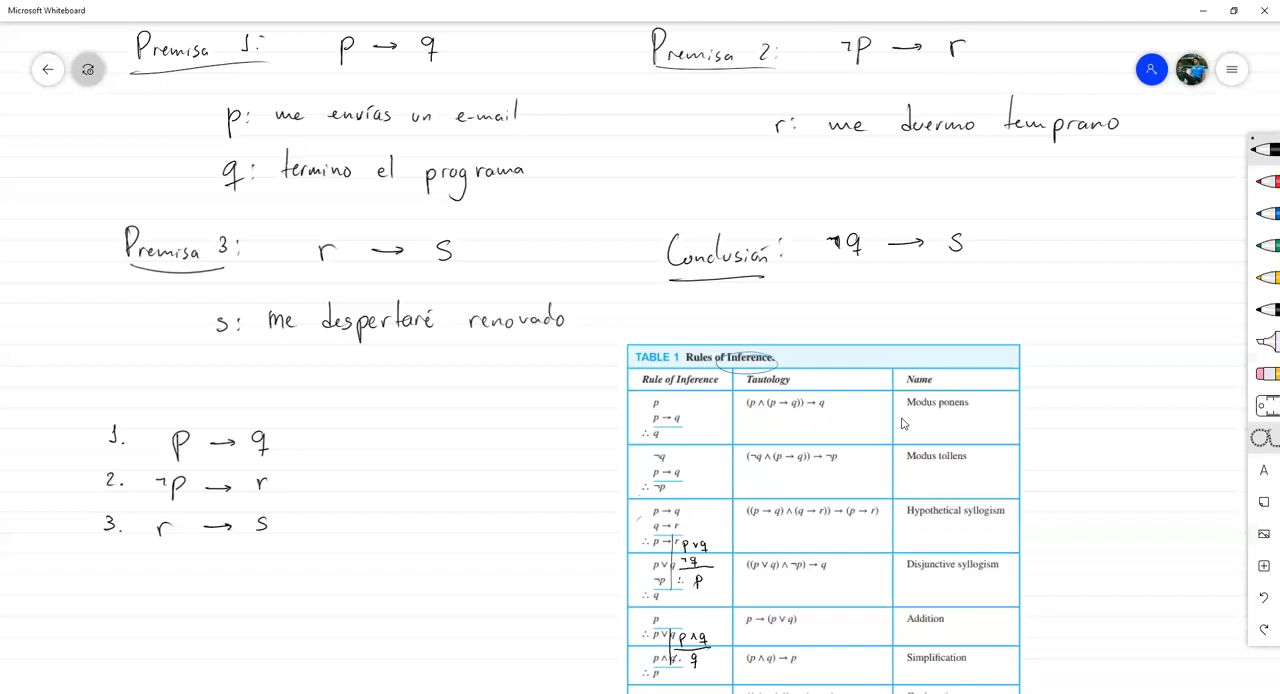 Microsoft Whiteboard
Premisa 1: p → q
Premisa 2: ¬p → r
p: me envías un e-mail
r: me duermo temprano
q: termino el programa
Premisa 3: r → s
Conclusión: ¬q → s
s: me despertaré renovado
TABLE 1 Rules of Inference.
Rule of Inference Tautology Name
p
p → q
∴ q
(p ∧ (p → q)) → q
Modus ponens
¬q
p → q
∴ ¬p
(¬q ∧ (p → q)) → ¬p
Modus tollens
p → q
q → r
∴ p → r
((p → q) ∧ (q → r)) → (p → r)
Hypothetical syllogism
p ∨ q
¬p
∴ q
p ∨ q
¬q
∴ p
((p ∨ q) ∧ ¬p) → q
Disjunctive syllogism
p
∴ p ∨ q
p → (p ∨ q)
Addition
p ∧ q
∴ p
p ∧ q
∴ q
(p ∧ q) → p
Simplification
1. p → q
2. ¬p → r
3. r → s
A